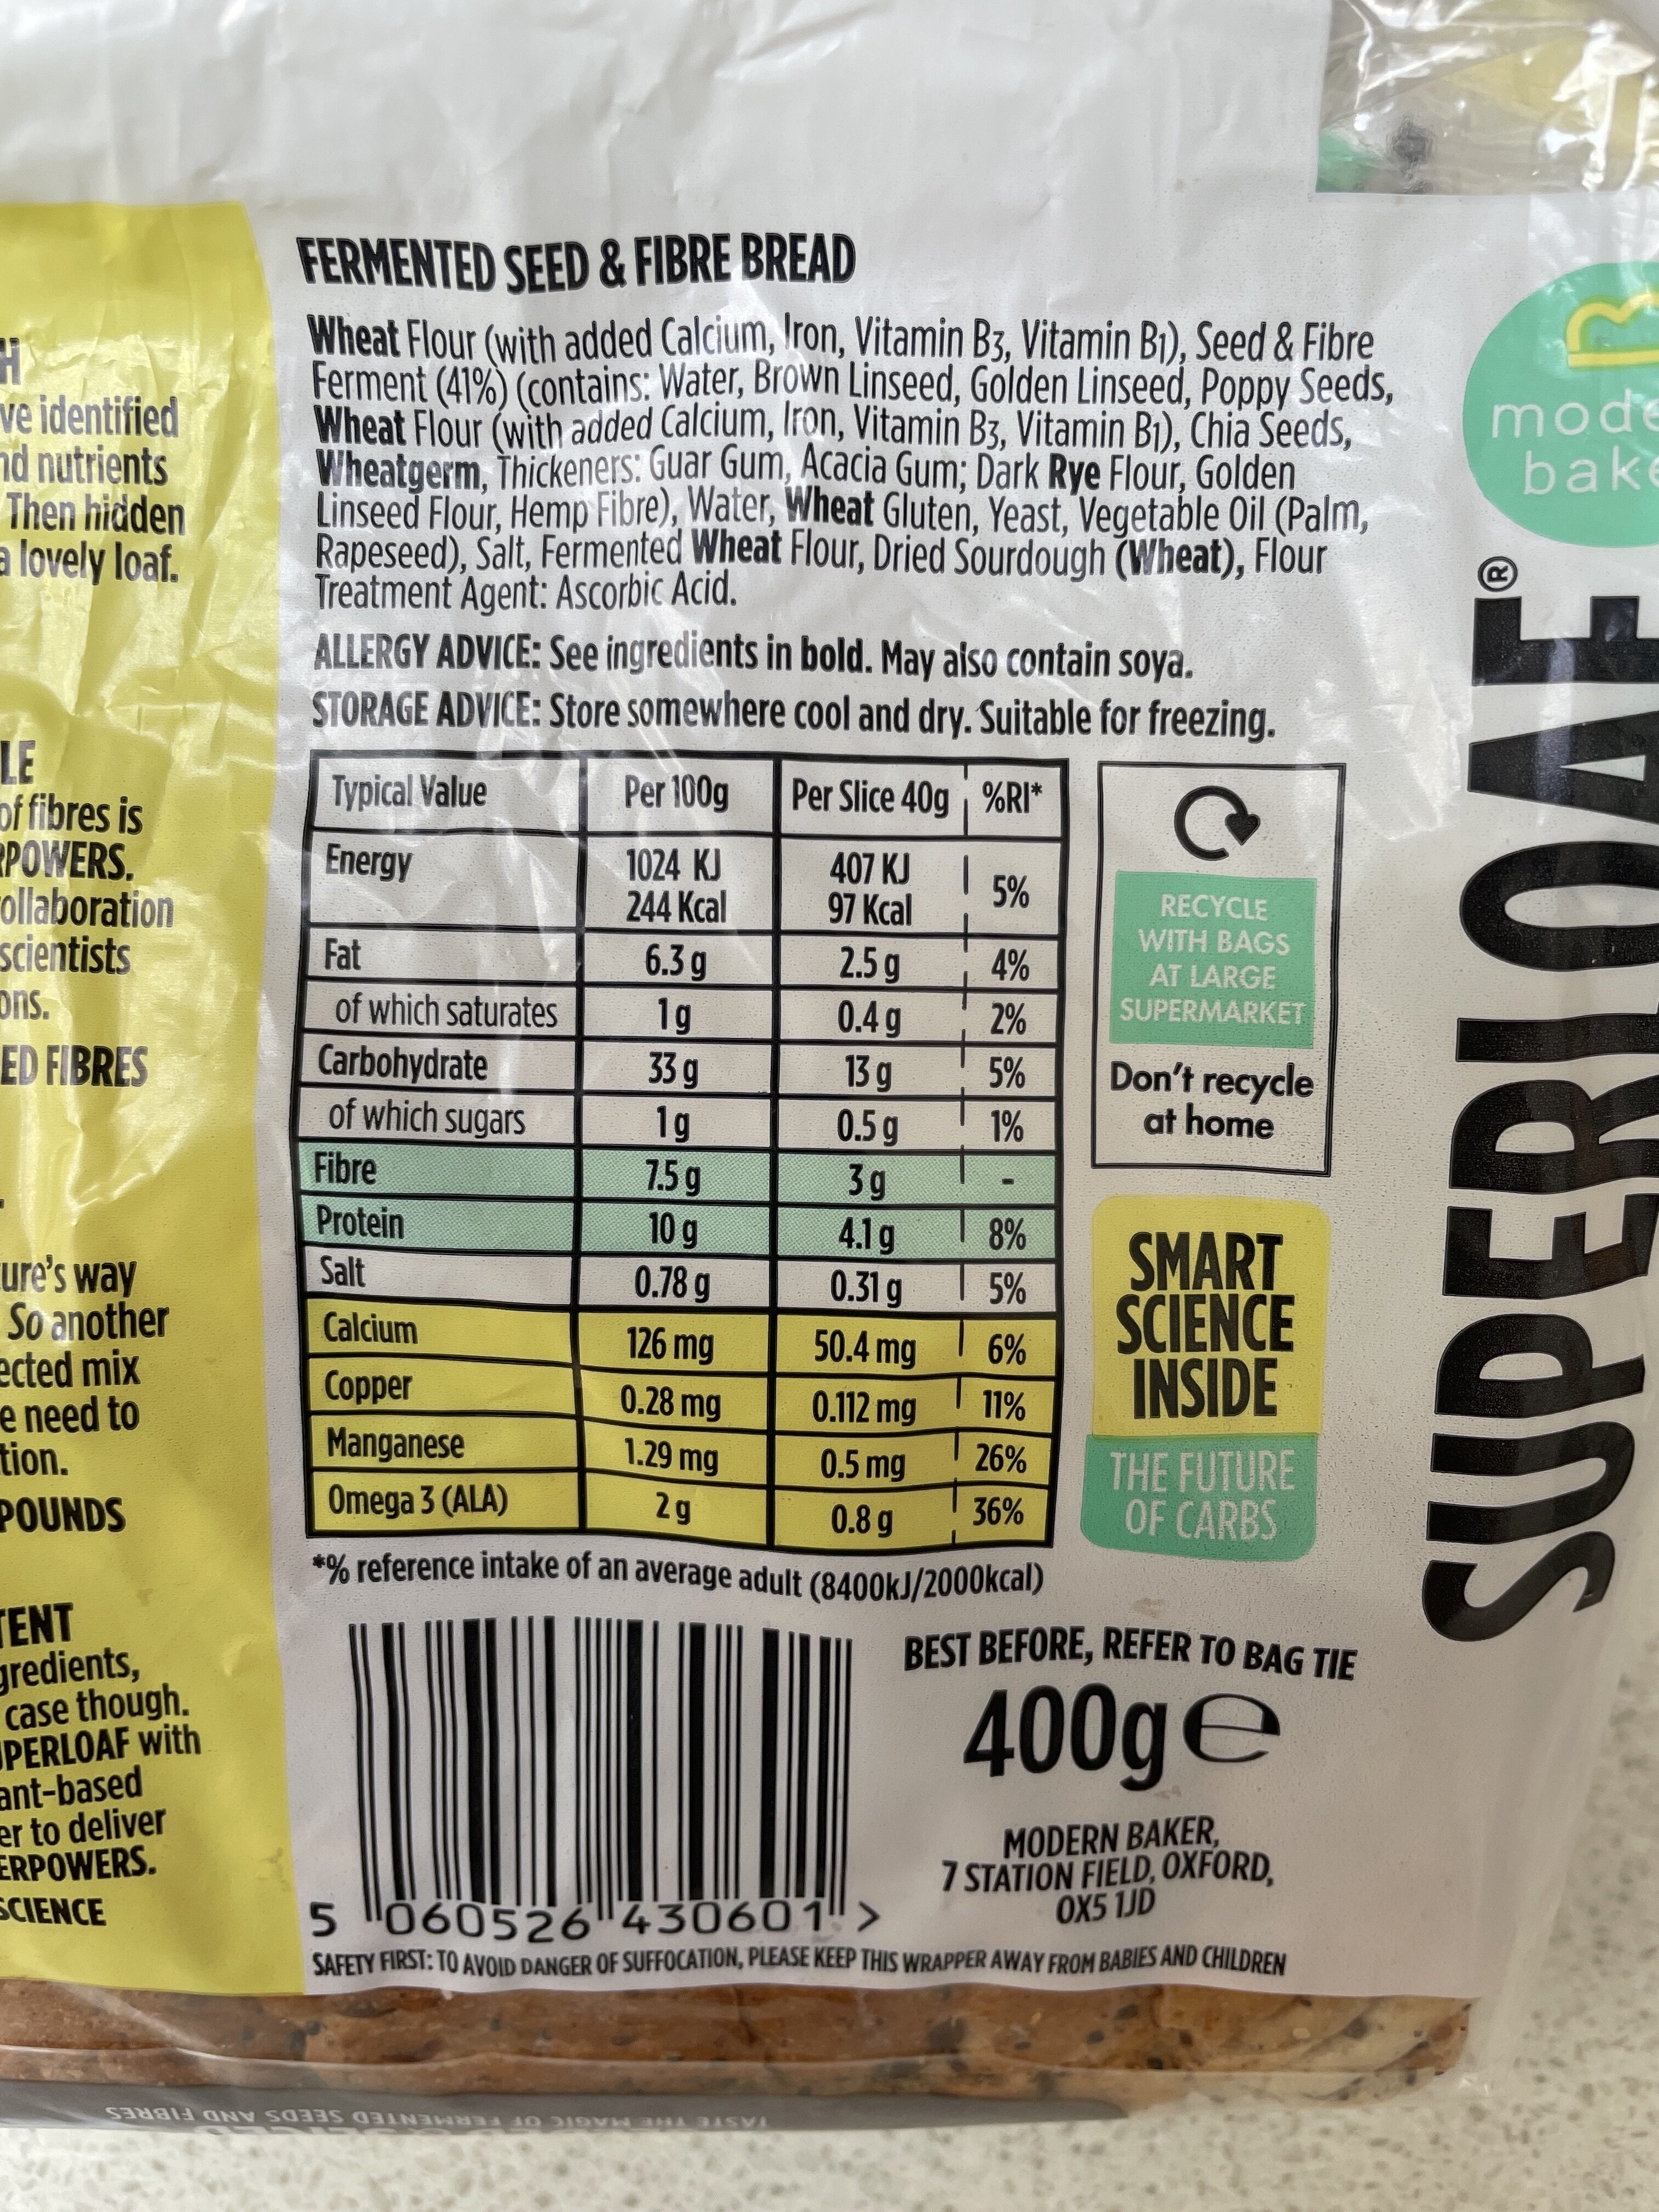 H
ve identified
nd nutrients
Then hidden
a lovely loaf.
LE
of fibres is
RPOWERS.
ollaboration
scientists
ons.
ED FIBRES
ure's way
So another
ected mix
e need to
tion.
POUNDS
TENT
gredients,
case though.
UPERLOAF with
ant-based
er to deliver
ERPOWERS.
SCIENCE
FERMENTED SEED & FIBRE BREAD
Wheat Flour (with added Calcium, Iron, Vitamin B3, Vitamin B1), Seed & Fibre
Ferment (41%) (contains: Water, Brown Linseed, Golden Linseed, Poppy Seeds,
Wheat Flour (with added Calcium, Iron, Vitamin B3, Vitamin B1), Chia Seeds,
Wheatgerm, Thickeners: Guar Gum, Acacia Gum; Dark Rye Flour, Golden
Linseed Flour, Hemp Fibre), Water, Wheat Gluten, Yeast, Vegetable Oil (Palm,
Rapeseed), Salt, Fermented Wheat Flour, Dried Sourdough (Wheat), Flour
Treatment Agent: Ascorbic Acid.
ALLERGY ADVICE: See ingredients in bold. May also contain soya.
STORAGE ADVICE: Store somewhere cool and dry. Suitable for freezing.
Typical Value Per 100g Per Slice 40g %RI*
Energy 1024 KJ 407 KJ
244 Kcal 97 Kcal 5%
Fat 6.3 g 2.5 g 4%
of which saturates 1 g 0.4 g 2%
Carbohydrate 33 g 13 g 5%
of which sugars 1 g 0.5 g 1%
Fibre 7.5 g 3 g -
Protein 10 g 4.1 g 8%
Salt 0.78 g 0.31 g 5%
Calcium 126 mg 50.4 mg 6%
Copper 0.28 mg 0.112 mg 11%
Manganese 1.29 mg 0.5 mg 26%
Omega 3 (ALA) 2 g 0.8 g 36%
*% reference intake of an average adult (8400kJ/2000kcal)
RECYCLE
WITH BAGS
AT LARGE
SUPERMARKET
Don't recycle
at home
SMART
SCIENCE
INSIDE
THE FUTURE
OF CARBS
BEST BEFORE, REFER TO BAG TIE
400g e
MODERN BAKER,
7 STATION FIELD, OXFORD,
OX5 1JD
5 060526 430601 >
SAFETY FIRST: TO AVOID DANGER OF SUFFOCATION, PLEASE KEEP THIS WRAPPER AWAY FROM BABIES AND CHILDREN
mode
bake
SUPERLOAF®
TASTE THE MAGIC OF FERMENTED SEEDS AND FIBRES